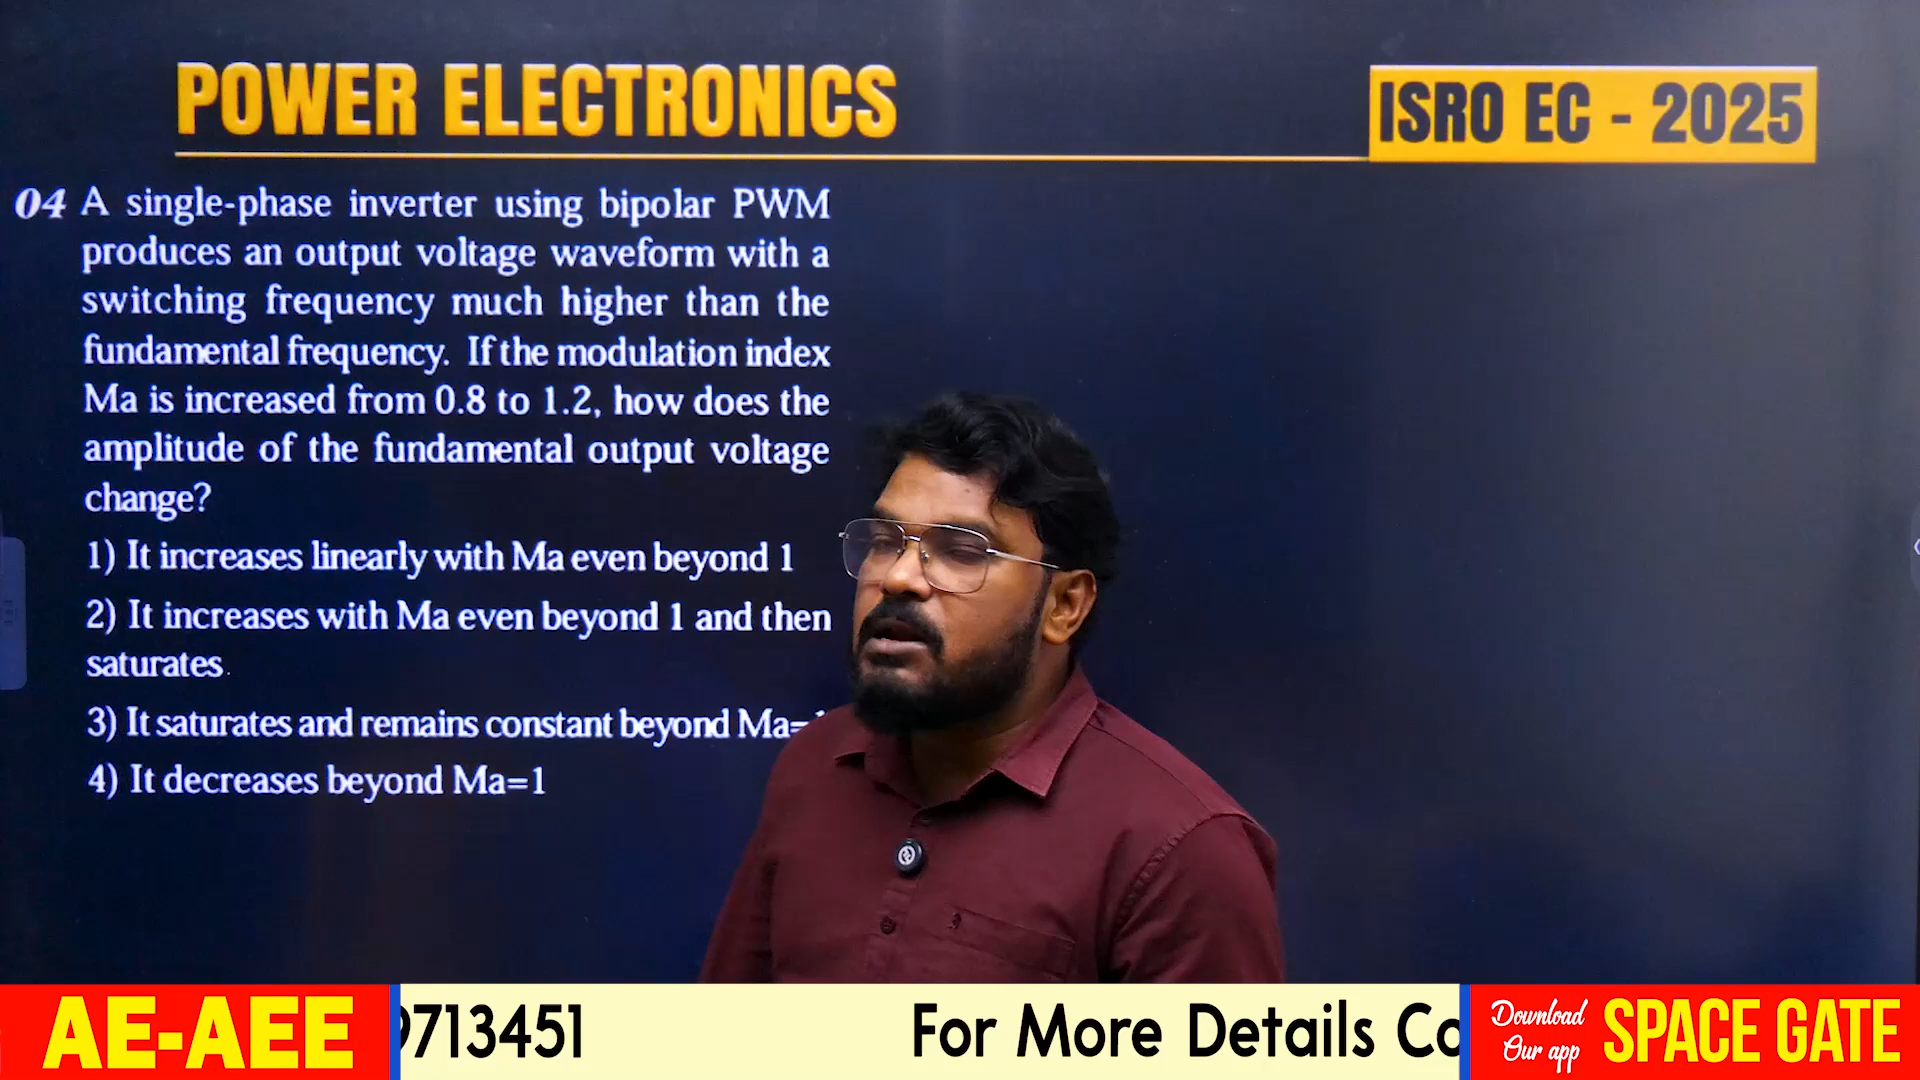 POWER ELECTRONICS
ISRO EC - 2025
04 A single-phase inverter using bipolar PWM
produces an output voltage waveform with a
switching frequency much higher than the
fundamental frequency. If the modulation index
Ma is increased from 0.8 to 1.2, how does the
amplitude of the fundamental output voltage
change?
1) It increases linearly with Ma even beyond 1
2) It increases with Ma even beyond 1 and then
saturates.
3) It saturates and remains constant beyond Ma=
4) It decreases beyond Ma=1
AE-AEE
9713451
For More Details Co
Download
Our app
SPACE GATE